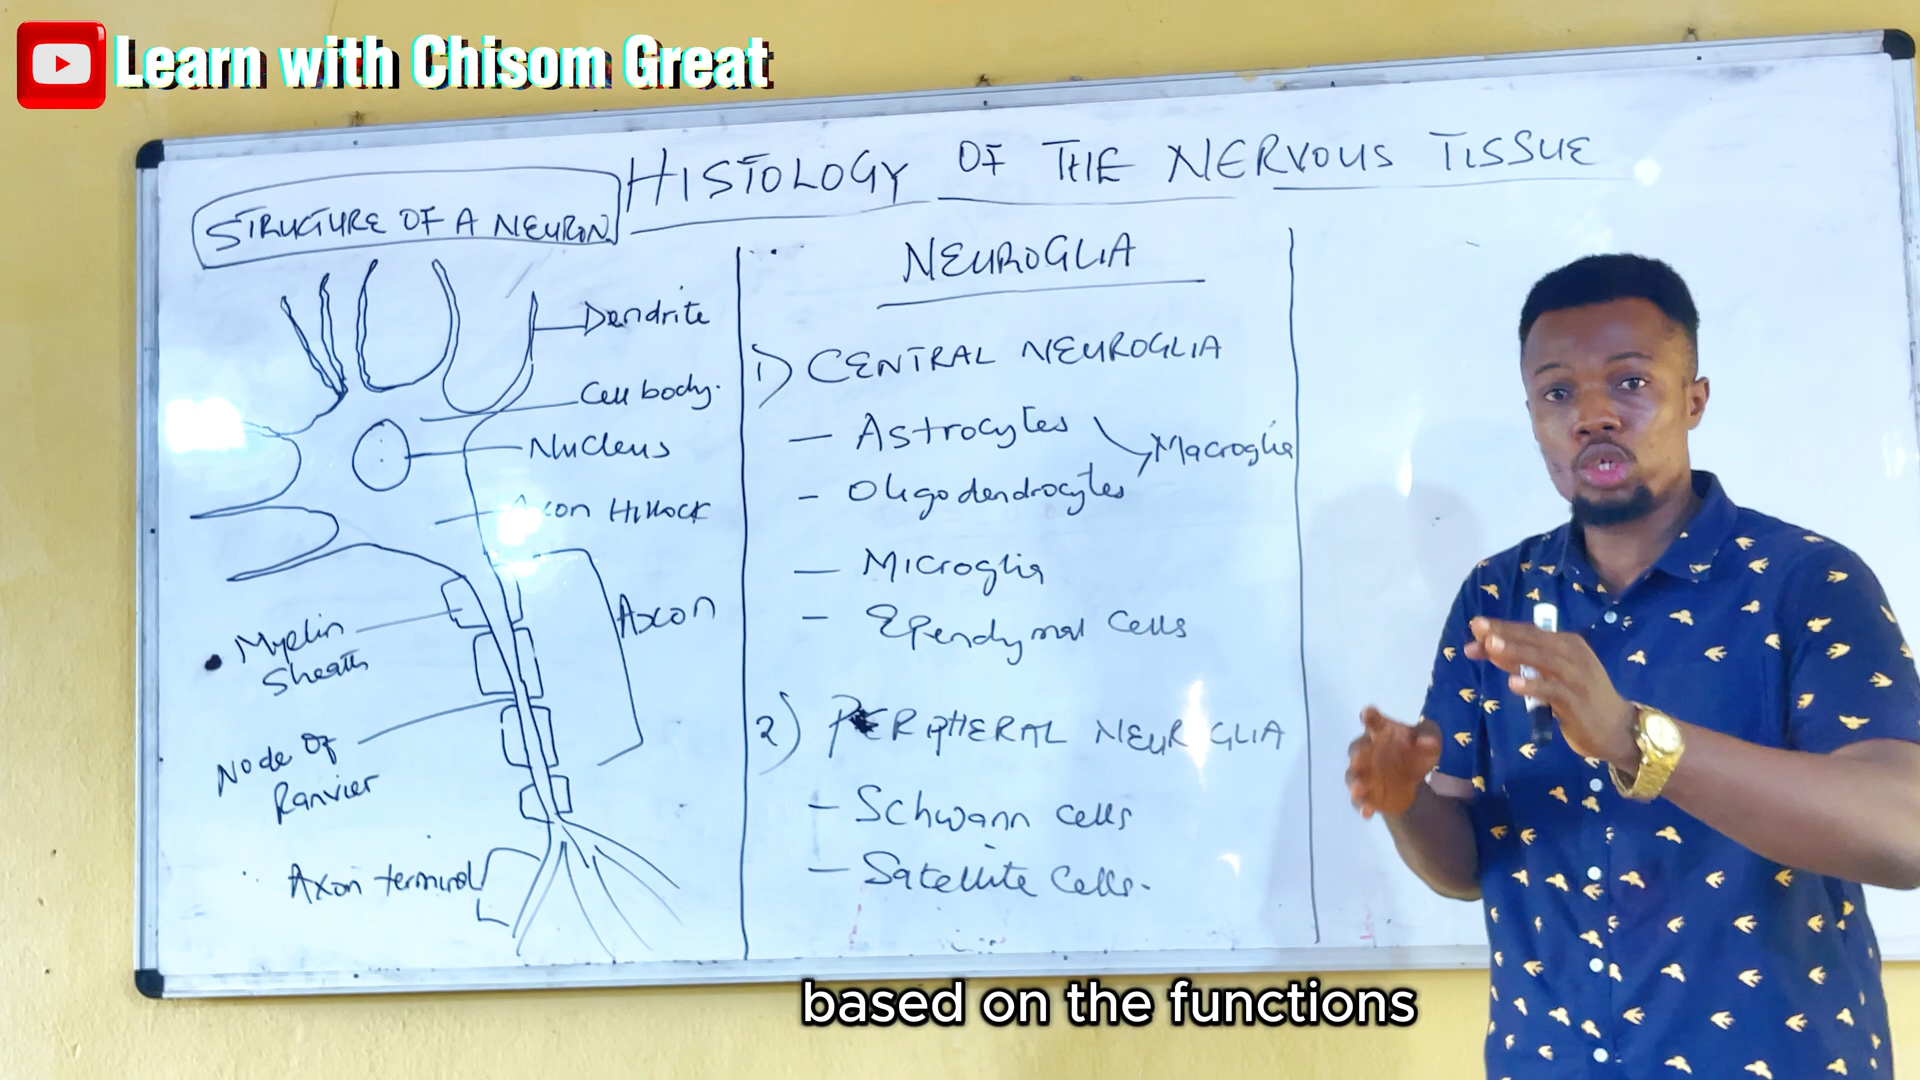 Learn with Chisom Great
HISTOLOGY OF THE NERVOUS TISSUE
STRUCTURE OF A NEURON
Dendrite
Cell body.
Nucleus
Axon Hillock
Axon
Myelin
Sheath
Node Of
Ranvier
Axon terminal
NEUROGLIA
1) CENTRAL NEUROGLIA
— Astrocytes
Macroglia
- Oligodendrocytes
— Microglia
- Ependymal Cells
2) PERIPHERAL NEUR GLIA
- Schwann cells
- Satellite Cells.
based on the functions